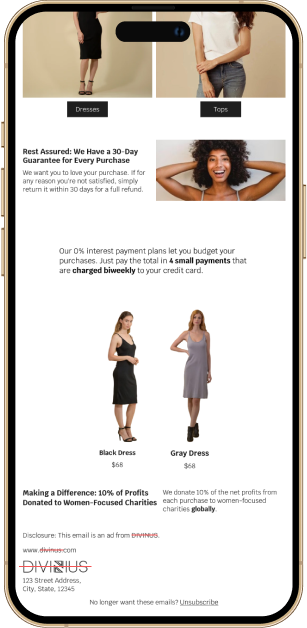 Dresses
Tops
Rest Assured: We Have a 30-Day
Guarantee for Every Purchase
We want you to love your purchase. If for
any reason you're not satisfied, simply
return it within 30 days for a full refund.
Our 0% interest payment plans let you budget your
purchases. Just pay the total in 4 small payments that
are charged biweekly to your credit card.
Black Dress
$68
Gray Dress
$68
Making a Difference: 10% of Profits
Donated to Women-Focused Charities
We donate 10% of the net profits from
each purchase to women-focused
charities globally.
Disclosure: This email is an ad from DIVINUS.
www.divinus.com
DIVINUS
123 Street Address,
City, State, 12345
No longer want these emails? Unsubscribe